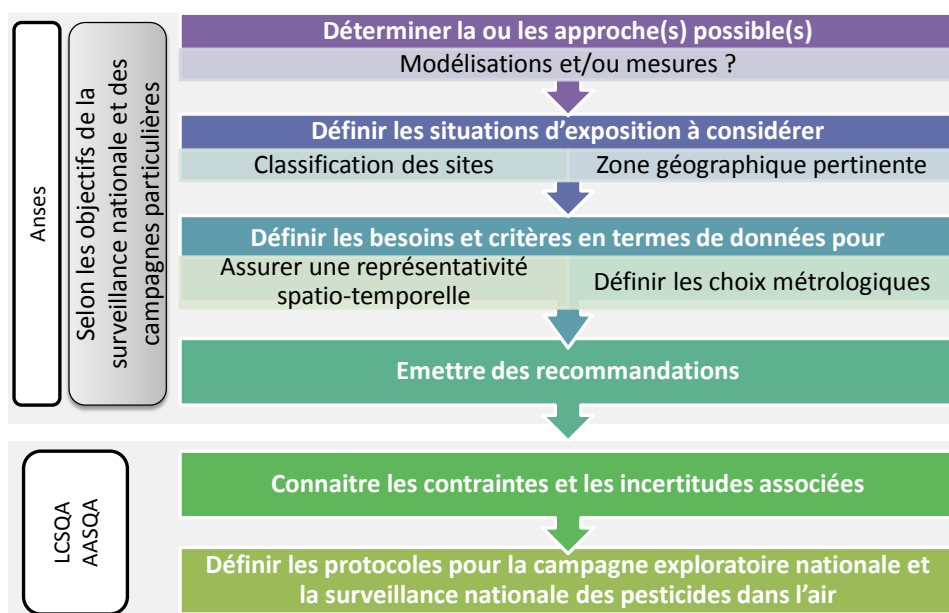 Anses
Selon les objectifs de la
surveillance nationale et des
campagnes particulières
Déterminer la ou les approche(s) possible(s)
Modélisations et/ou mesures ?
Définir les situations d’exposition à considérer
Classification des sites
Zone géographique pertinente
Définir les besoins et critères en termes de données pour
Assurer une représentativité
spatio-temporelle
Définir les choix métrologiques
Emettre des recommandations
LCSQA
AASQA
Connaitre les contraintes et les incertitudes associées
Définir les protocoles pour la campagne exploratoire nationale et
la surveillance nationale des pesticides dans l’air